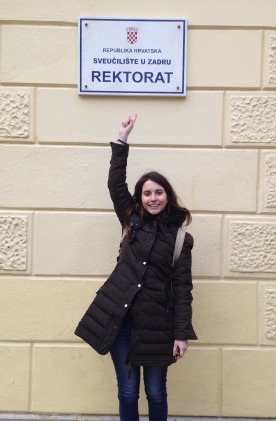 REPUBLIKA HRVATSKA
SVEUČILIŠTE U ZADRU
REKTORAT